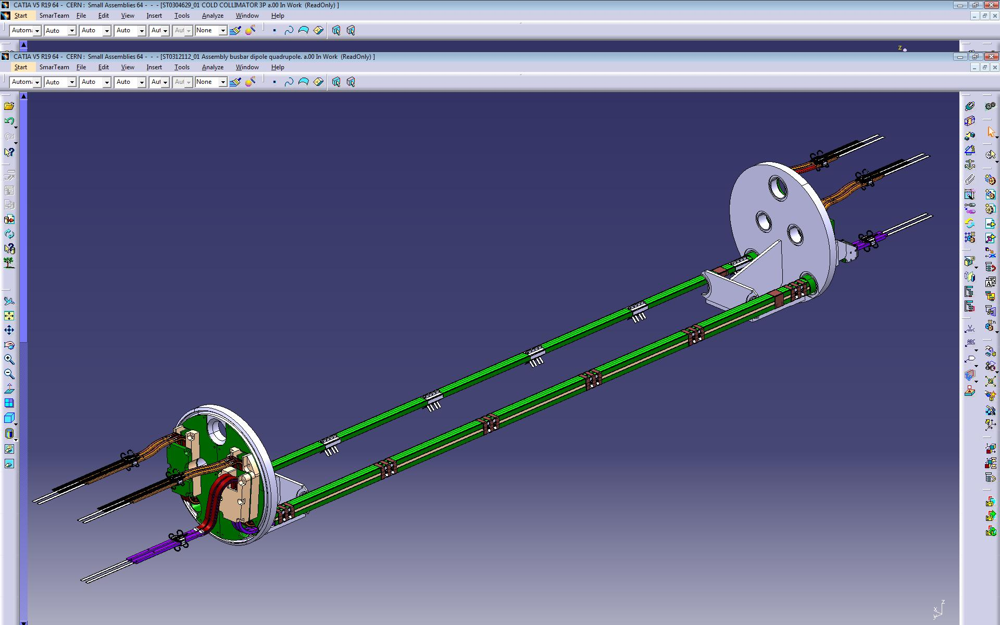 CATIA V5 R19 64 - CERN : Small Assemblies 64 - - - [ST0304629_01 COLD COLLIMATOR 3P a.00 In Work (ReadOnly) ]
Start SmarTeam File Edit View Insert Tools Analyze Window Help
Autom Auto Auto Auto Aut Aut None
z
CATIA V5 R19 64 - CERN : Small Assemblies 64 - - - [ST0312112_01 Assembly busbar dipole quadrupole. a.00 In Work (ReadOnly) ]
Start SmarTeam File Edit View Insert Tools Analyze Window Help
Autom Auto Auto Auto Aut Aut None
ABC
z
x
y